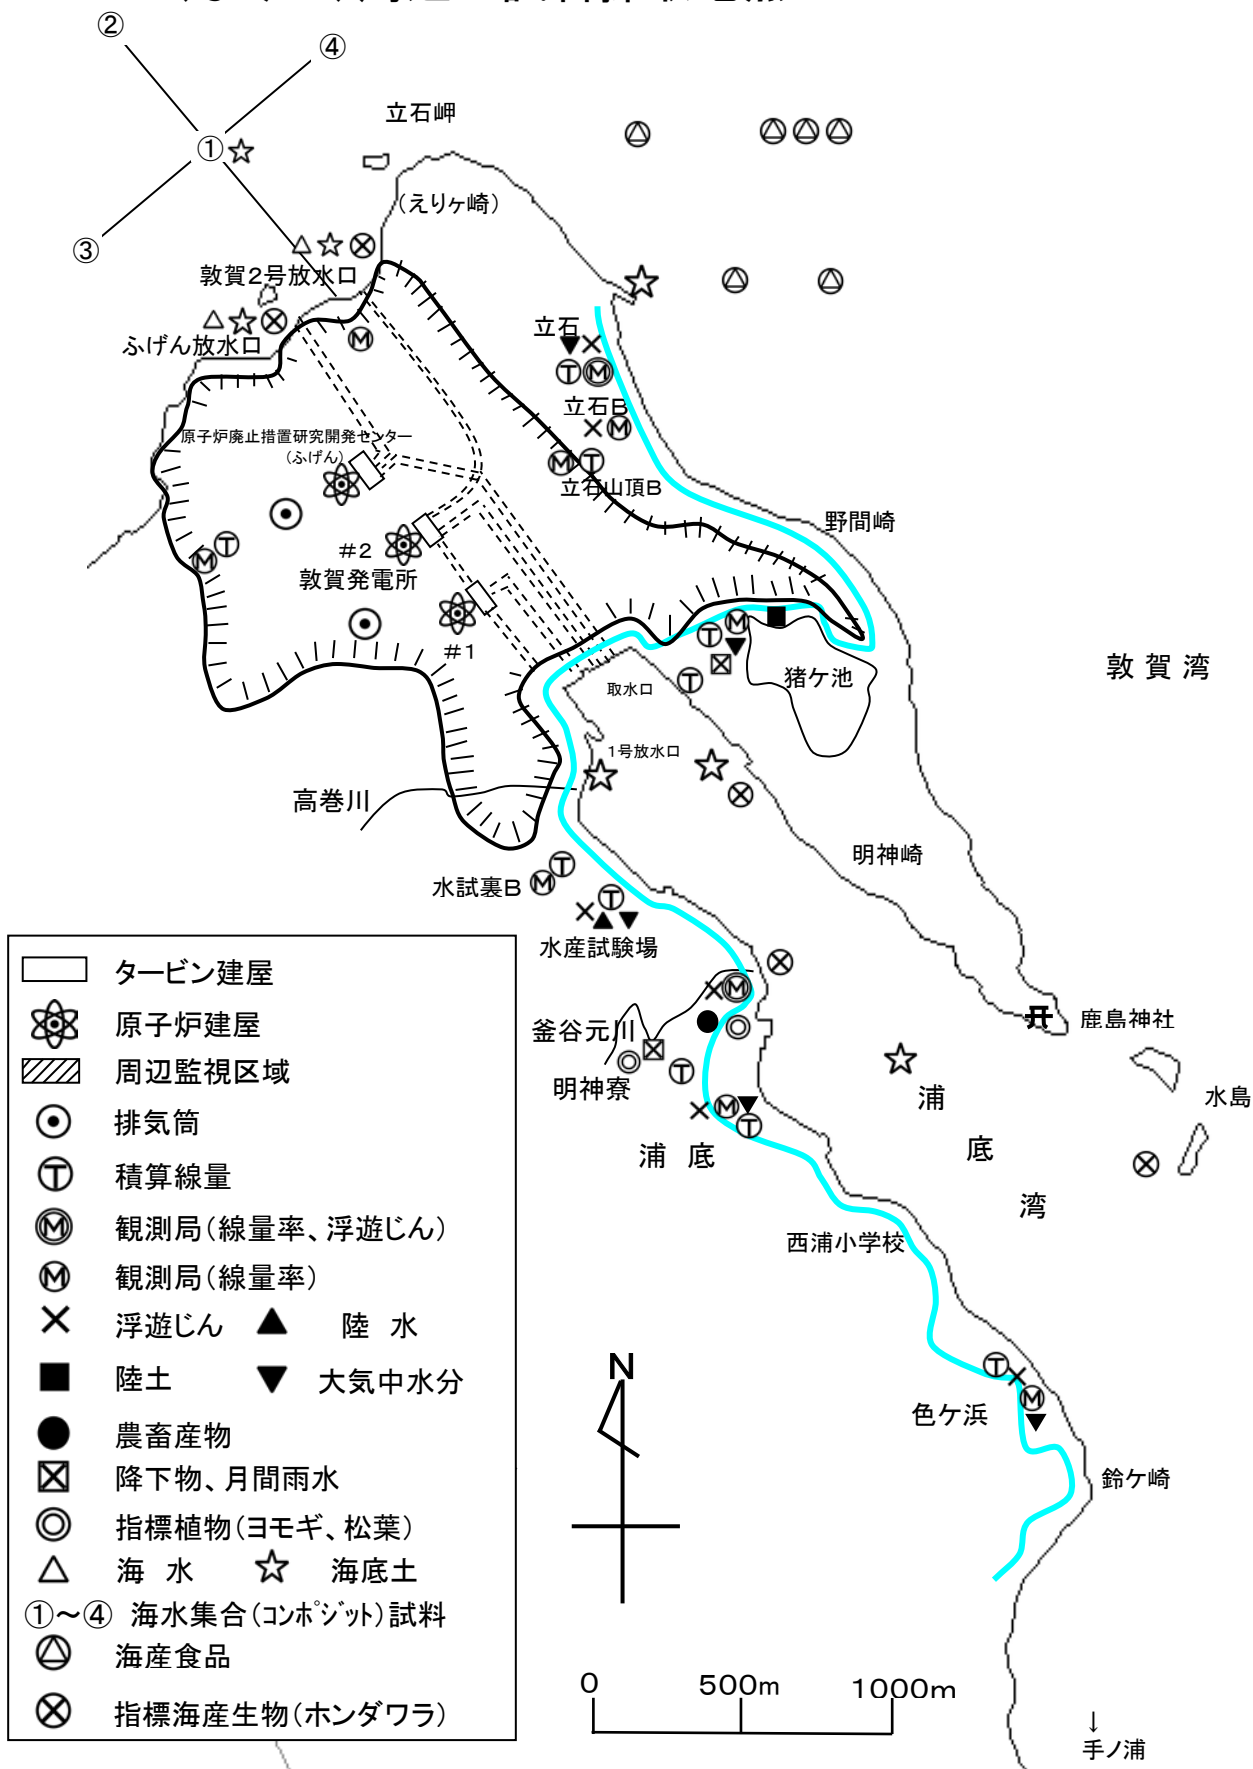 ②
④
立石岬
①
(えりヶ崎)
③
敦賀2号放水口
ふげん放水口
立石
Ⓣ Ⓜ
Ⓜ
立石B
Ⓜ
原子炉廃止措置研究開発センター
(ふげん)
Ⓜ Ⓣ
立石山頂B
野間崎
Ⓜ Ⓣ
#2
敦賀発電所
#1
Ⓣ Ⓜ
Ⓣ
猪ケ池
敦賀湾
取水口
1号放水口
高巻川
明神崎
水試裏B
Ⓜ Ⓣ
Ⓣ
水産試験場
Ⓜ
鹿島神社
釜谷元川
明神寮
Ⓣ
Ⓜ
Ⓣ
浦 底
浦
底
湾
水島
西浦小学校
Ⓣ
Ⓜ
色ケ浜
鈴ケ崎
N
タービン建屋
原子炉建屋
周辺監視区域
排気筒
Ⓣ 積算線量
Ⓜ 観測局(線量率、浮遊じん)
Ⓜ 観測局(線量率)
浮遊じん 陸 水
陸土 大気中水分
農畜産物
降下物、月間雨水
指標植物(ヨモギ、松葉)
海 水 海底土
①～④ 海水集合(コンポジット)試料
海産食品
指標海産生物(ホンダワラ)
0 500m 1000m
↓
手ノ浦